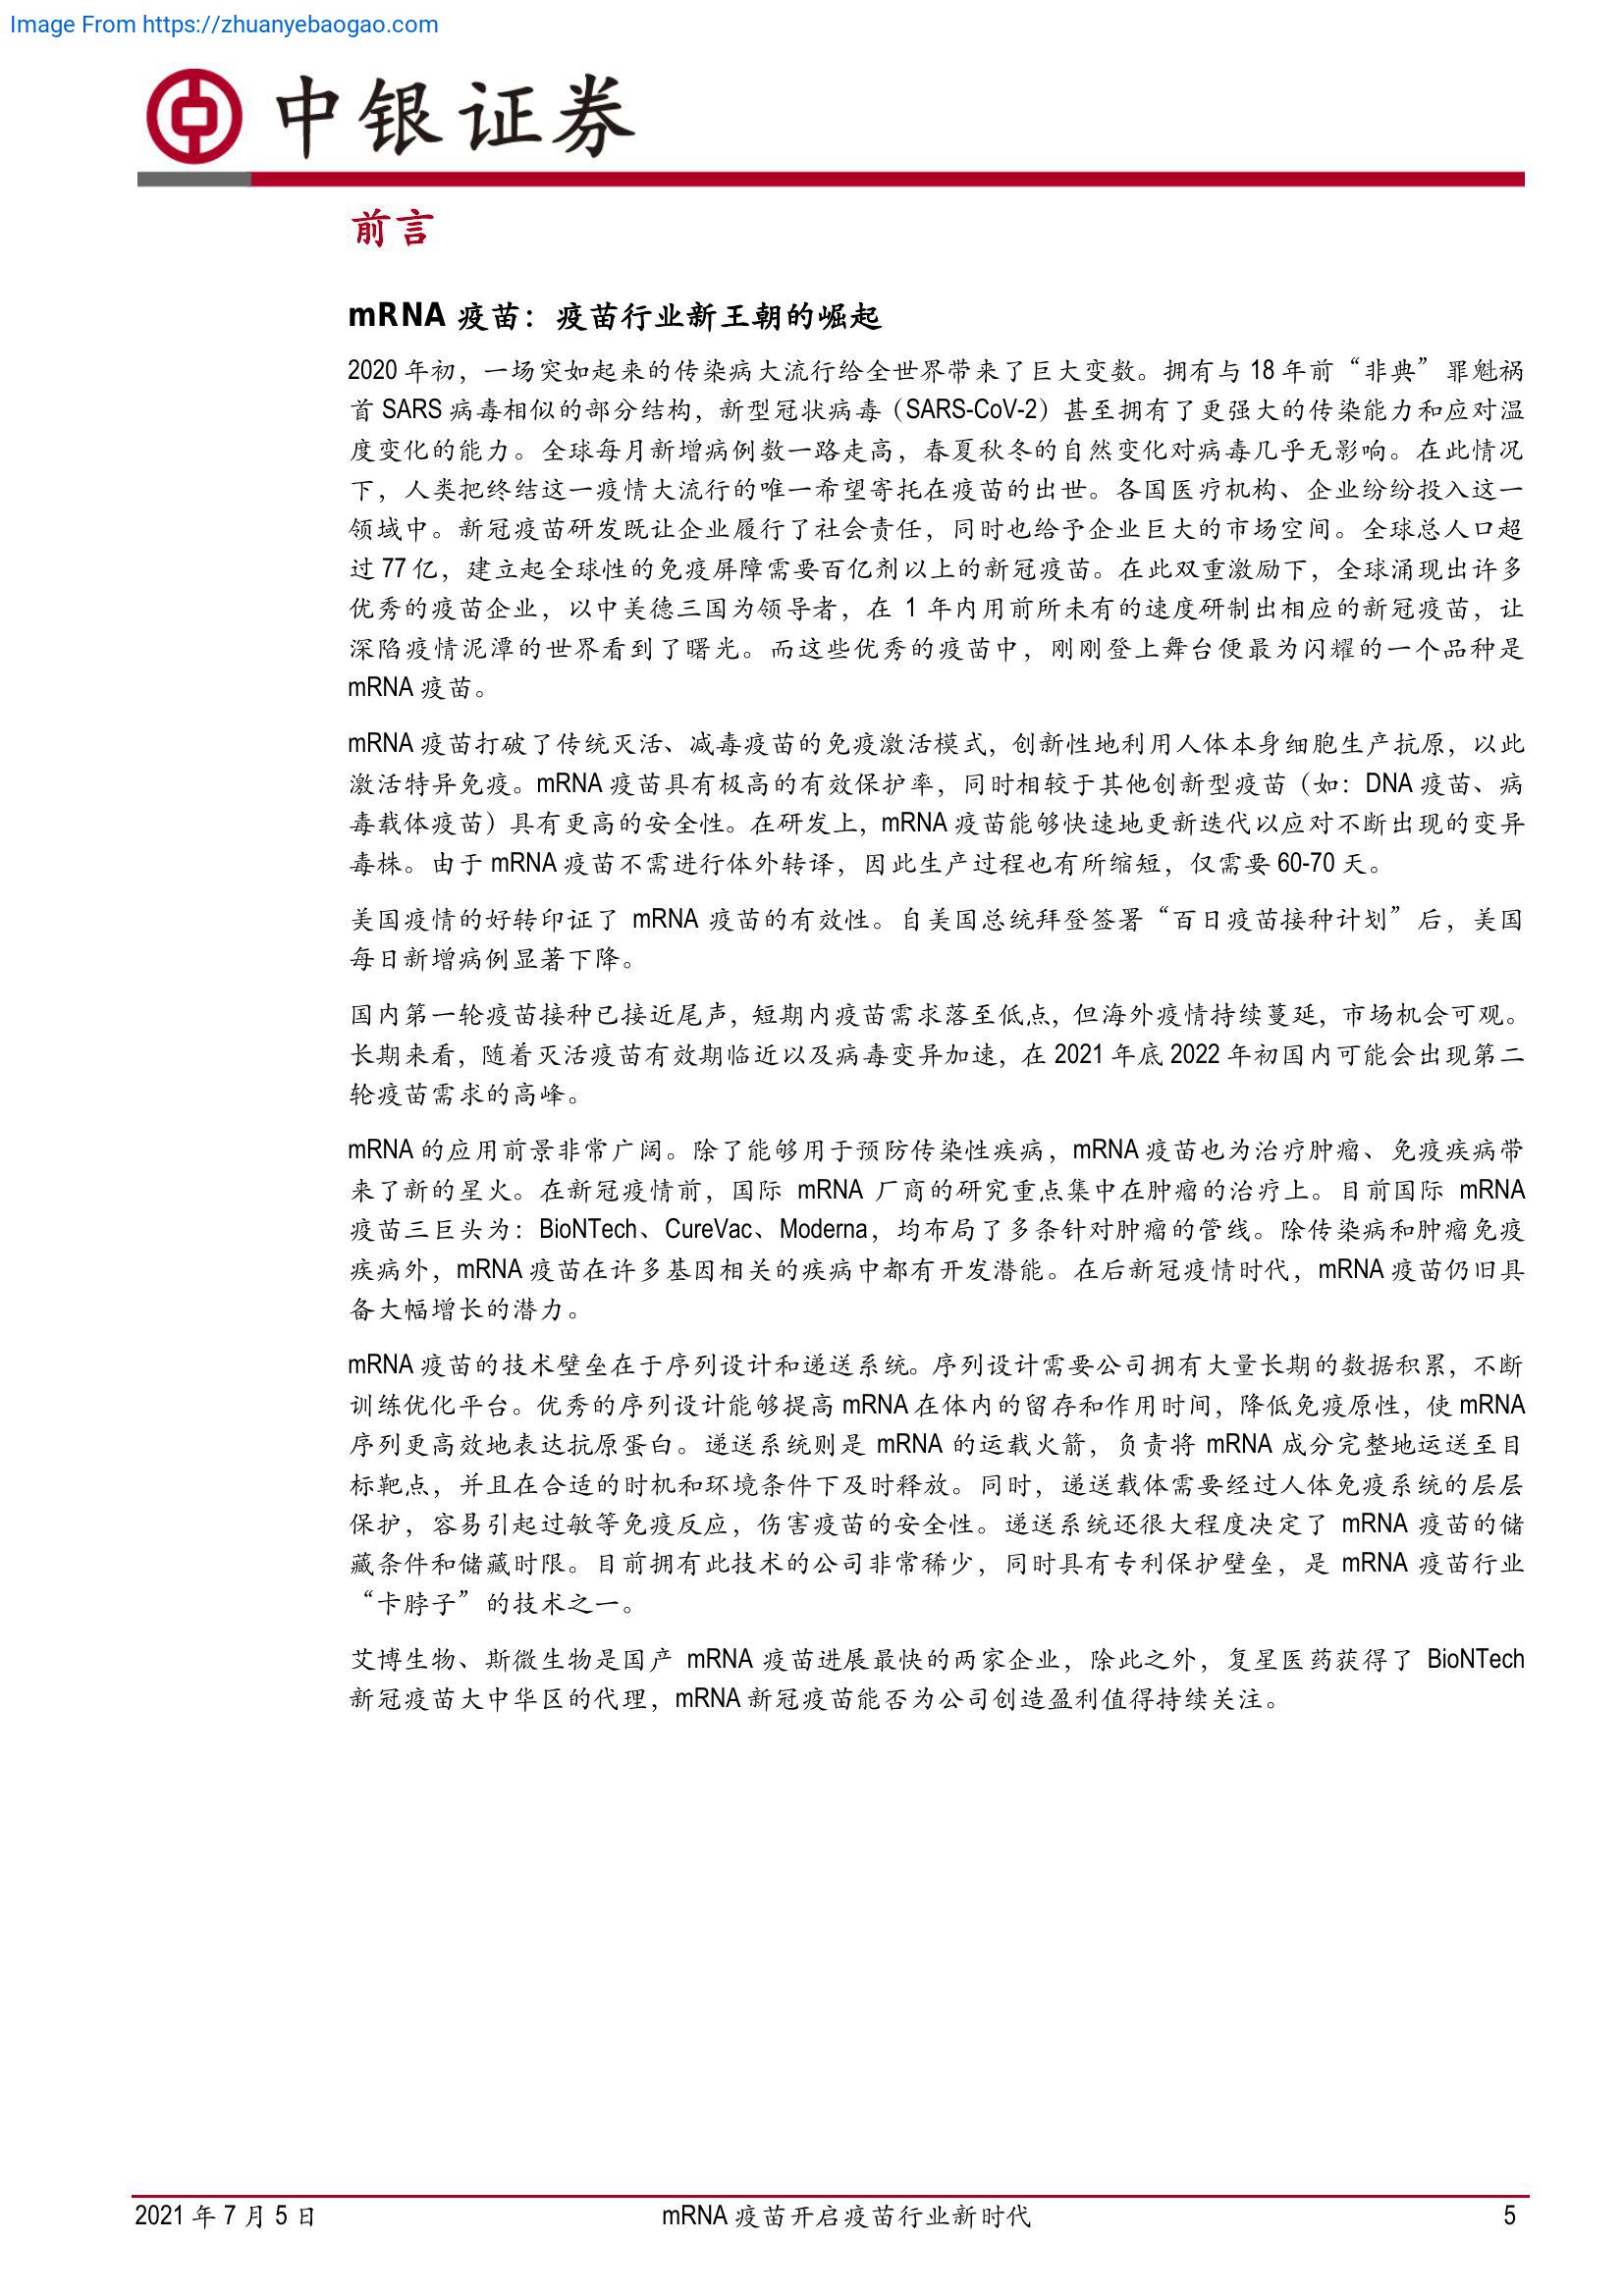 Image From https://zhuanyebaogao.com
中银证券
前言
mRNA 疫苗：疫苗行业新王朝的崛起
2020 年初，一场突如起来的传染病大流行给全世界带来了巨大变数。拥有与 18 年前“非典”罪魁祸
首 SARS 病毒相似的部分结构，新型冠状病毒（SARS-CoV-2）甚至拥有了更强大的传染能力和应对温
度变化的能力。全球每月新增病例数一路走高，春夏秋冬的自然变化对病毒几乎无影响。在此情况
下，人类把终结这一疫情大流行的唯一希望寄托在疫苗的出世。各国医疗机构、企业纷纷投入这一
领域中。新冠疫苗研发既让企业履行了社会责任，同时也给予企业巨大的市场空间。全球总人口超
过 77 亿，建立起全球性的免疫屏障需要百亿剂以上的新冠疫苗。在此双重激励下，全球涌现出许多
优秀的疫苗企业，以中美德三国为领导者，在 1 年内用前所未有的速度研制出相应的新冠疫苗，让
深陷疫情泥潭的世界看到了曙光。而这些优秀的疫苗中，刚刚登上舞台便最为闪耀的一个品种是
mRNA 疫苗。
mRNA 疫苗打破了传统灭活、减毒疫苗的免疫激活模式，创新性地利用人体本身细胞生产抗原，以此
激活特异免疫。mRNA 疫苗具有极高的有效保护率，同时相较于其他创新型疫苗（如：DNA 疫苗、病
毒载体疫苗）具有更高的安全性。在研发上，mRNA 疫苗能够快速地更新迭代以应对不断出现的变异
毒株。由于 mRNA 疫苗不需进行体外转译，因此生产过程也有所缩短，仅需要 60-70 天。
美国疫情的好转印证了 mRNA 疫苗的有效性。自美国总统拜登签署“百日疫苗接种计划”后，美国
每日新增病例显著下降。
国内第一轮疫苗接种已接近尾声，短期内疫苗需求落至低点，但海外疫情持续蔓延，市场机会可观。
长期来看，随着灭活疫苗有效期临近以及病毒变异加速，在 2021 年底 2022 年初国内可能会出现第二
轮疫苗需求的高峰。
mRNA 的应用前景非常广阔。除了能够用于预防传染性疾病，mRNA 疫苗也为治疗肿瘤、免疫疾病带
来了新的星火。在新冠疫情前，国际 mRNA 厂商的研究重点集中在肿瘤的治疗上。目前国际 mRNA
疫苗三巨头为：BioNTech、CureVac、Moderna，均布局了多条针对肿瘤的管线。除传染病和肿瘤免疫
疾病外，mRNA 疫苗在许多基因相关的疾病中都有开发潜能。在后新冠疫情时代，mRNA 疫苗仍旧具
备大幅增长的潜力。
mRNA 疫苗的技术壁垒在于序列设计和递送系统。序列设计需要公司拥有大量长期的数据积累，不断
训练优化平台。优秀的序列设计能够提高 mRNA 在体内的留存和作用时间，降低免疫原性，使 mRNA
序列更高效地表达抗原蛋白。递送系统则是 mRNA 的运载火箭，负责将 mRNA 成分完整地运送至目
标靶点，并且在合适的时机和环境条件下及时释放。同时，递送载体需要经过人体免疫系统的层层
保护，容易引起过敏等免疫反应，伤害疫苗的安全性。递送系统还很大程度决定了 mRNA 疫苗的储
藏条件和储藏时限。目前拥有此技术的公司非常稀少，同时具有专利保护壁垒，是 mRNA 疫苗行业
“卡脖子”的技术之一。
艾博生物、斯微生物是国产 mRNA 疫苗进展最快的两家企业，除此之外，复星医药获得了 BioNTech
新冠疫苗大中华区的代理，mRNA 新冠疫苗能否为公司创造盈利值得持续关注。
2021 年 7 月 5 日
mRNA 疫苗开启疫苗行业新时代
5